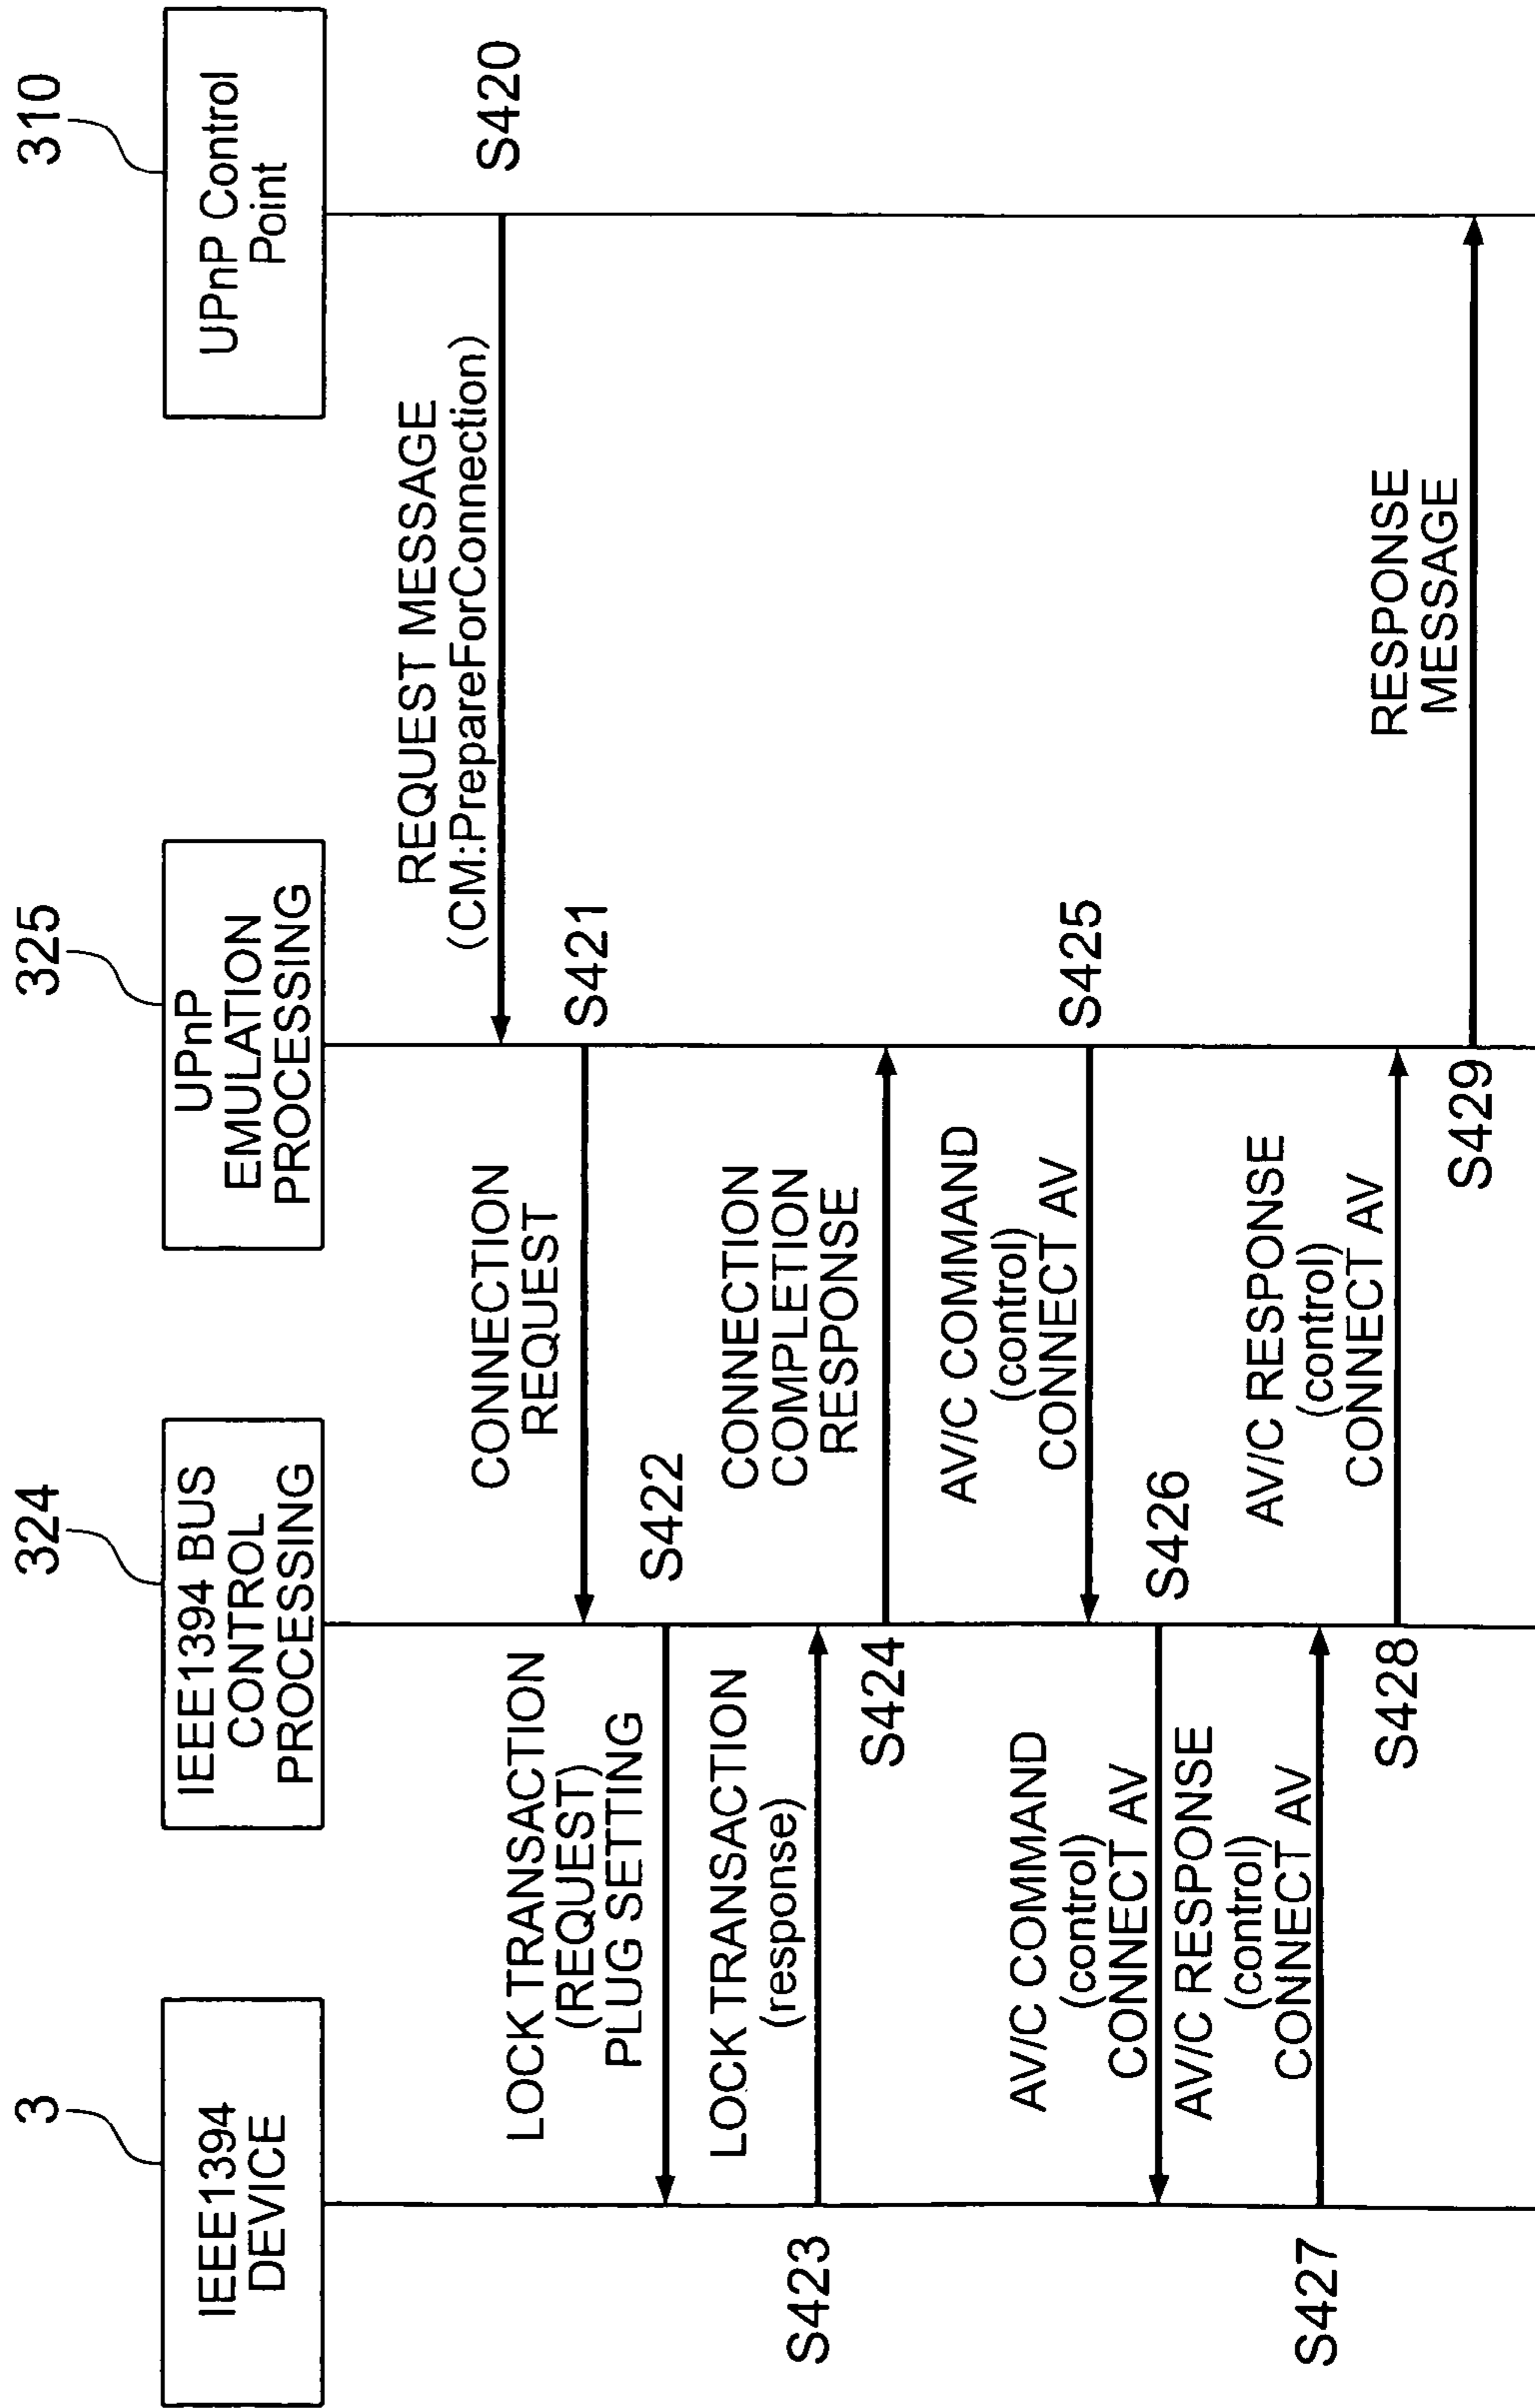 3
IEEE1394
DEVICE
324
IEEE1394 BUS
CONTROL
PROCESSING
325
UPnP
EMULATION
PROCESSING
310
UPnP Control
Point
REQUEST MESSAGE
(CM::PrepareForConnection)
S420
CONNECTION
REQUEST
S421
LOCK TRANSACTION
(REQUEST)
PLUG SETTING
S422
LOCK TRANSACTION
(response)
S423
CONNECTION
COMPLETION
RESPONSE
S424
AV/C COMMAND
(control)
CONNECT AV
S425
AV/C COMMAND
(control)
CONNECT AV
S426
AV/C RESPONSE
(control)
CONNECT AV
S427
AV/C RESPONSE
(control)
CONNECT AV
S428
RESPONSE
MESSAGE
S429